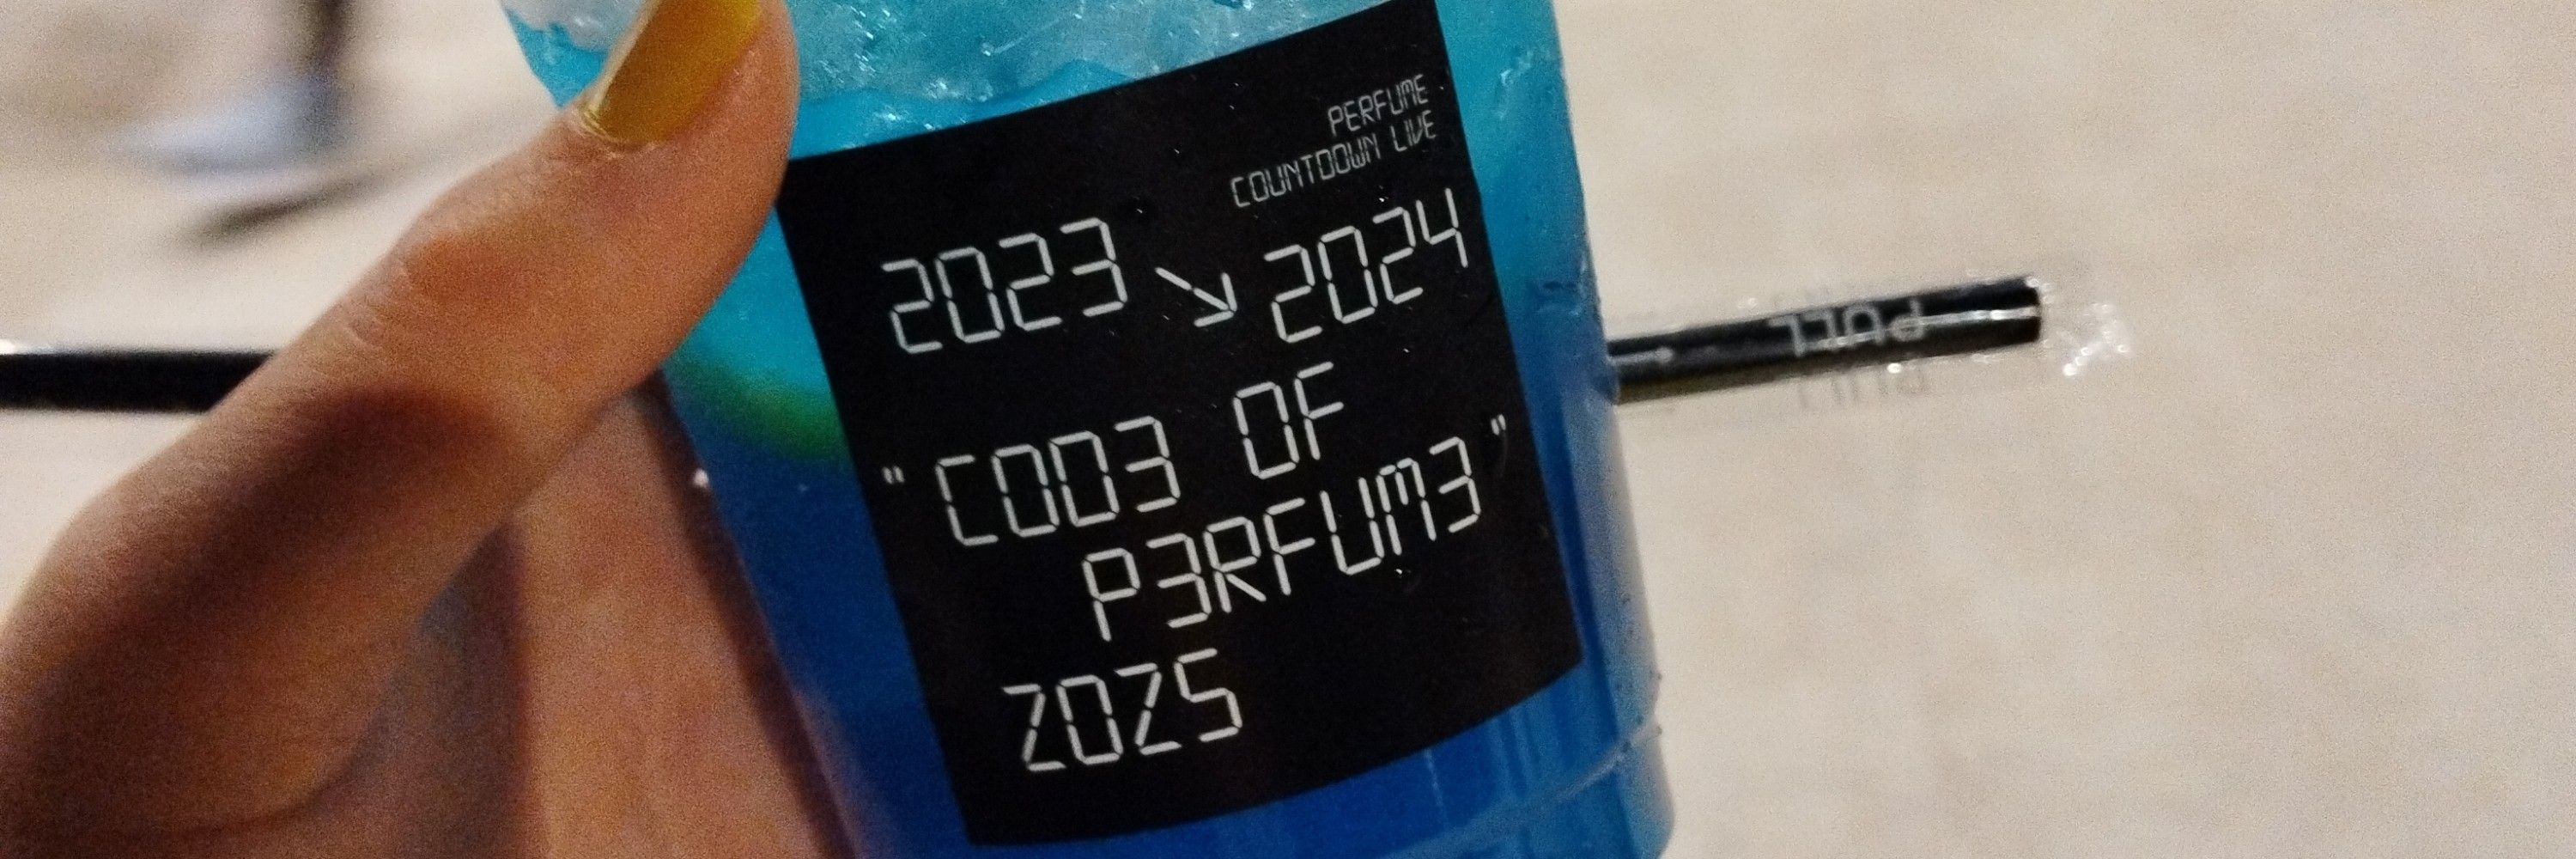 PERFUME
COUNTDOWN LIVE
2023↘2024
"COD3 OF
P3RFUM3"
ZOZ5
PULL